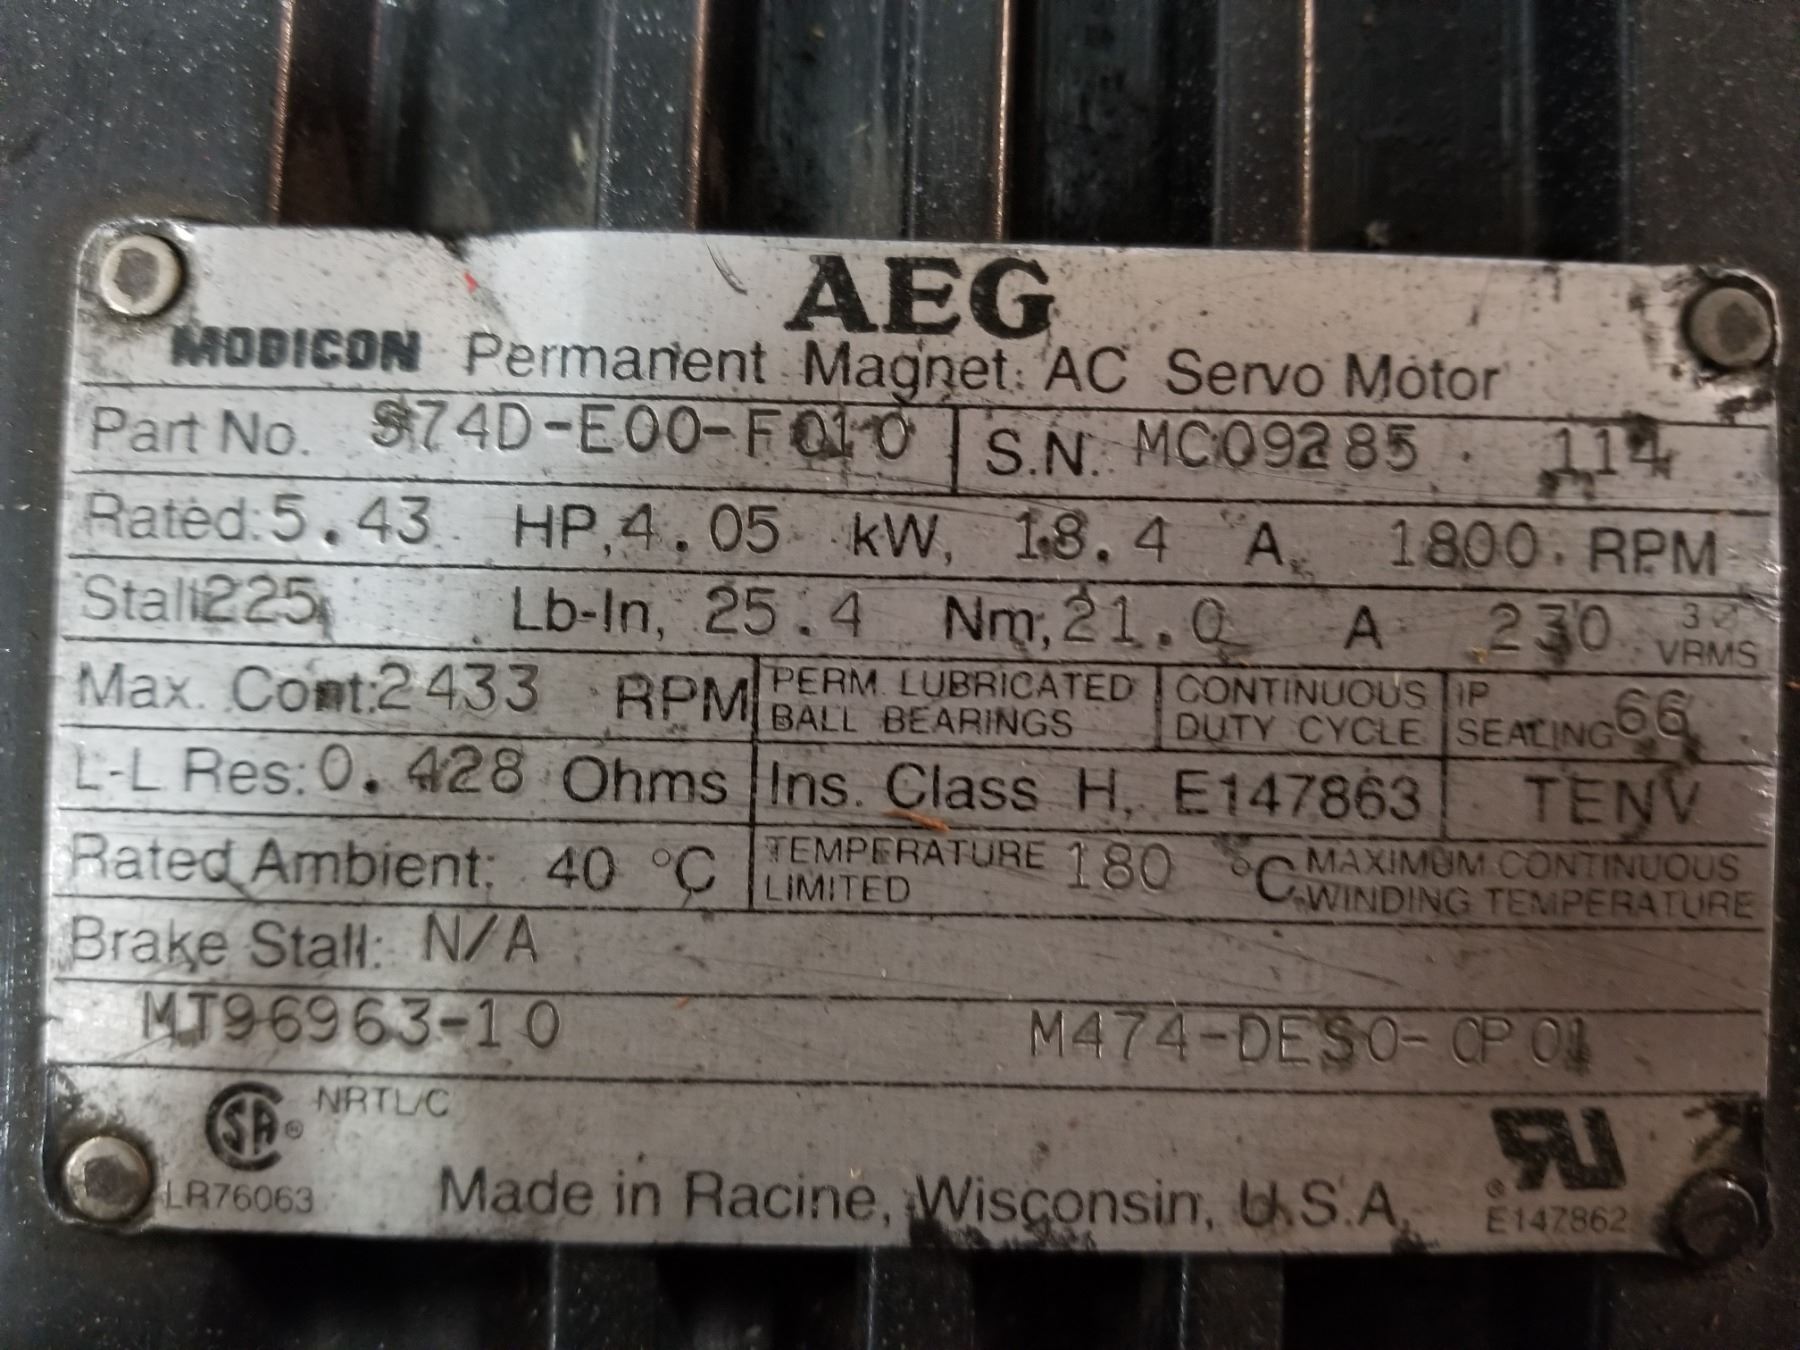 AEG
MODICON Permanent Magnet AC Servo Motor
Part No. S74D-E00-F010 S.N. MC09285 114
Rated: 5.43 HP, 4.05 kW, 18.4 A, 1800 RPM
Stall 225 Lb-In, 25.4 Nm, 21.0 A 230 3Ø VRMS
Max. Cont: 2433 RPM PERM. LUBRICATED BALL BEARINGS CONTINUOUS DUTY CYCLE IP SEALING 66
L-L Res: 0.428 Ohms Ins. Class H, E147863 TENV
Rated Ambient: 40 °C TEMPERATURE LIMITED 180 °C MAXIMUM CONTINUOUS WINDING TEMPERATURE
Brake Stall: N/A
MT96963-10 M474-DES0-CP01
SA® NRTL/C
LR76063
Made in Racine, Wisconsin, U.S.A.
RU®
E147862